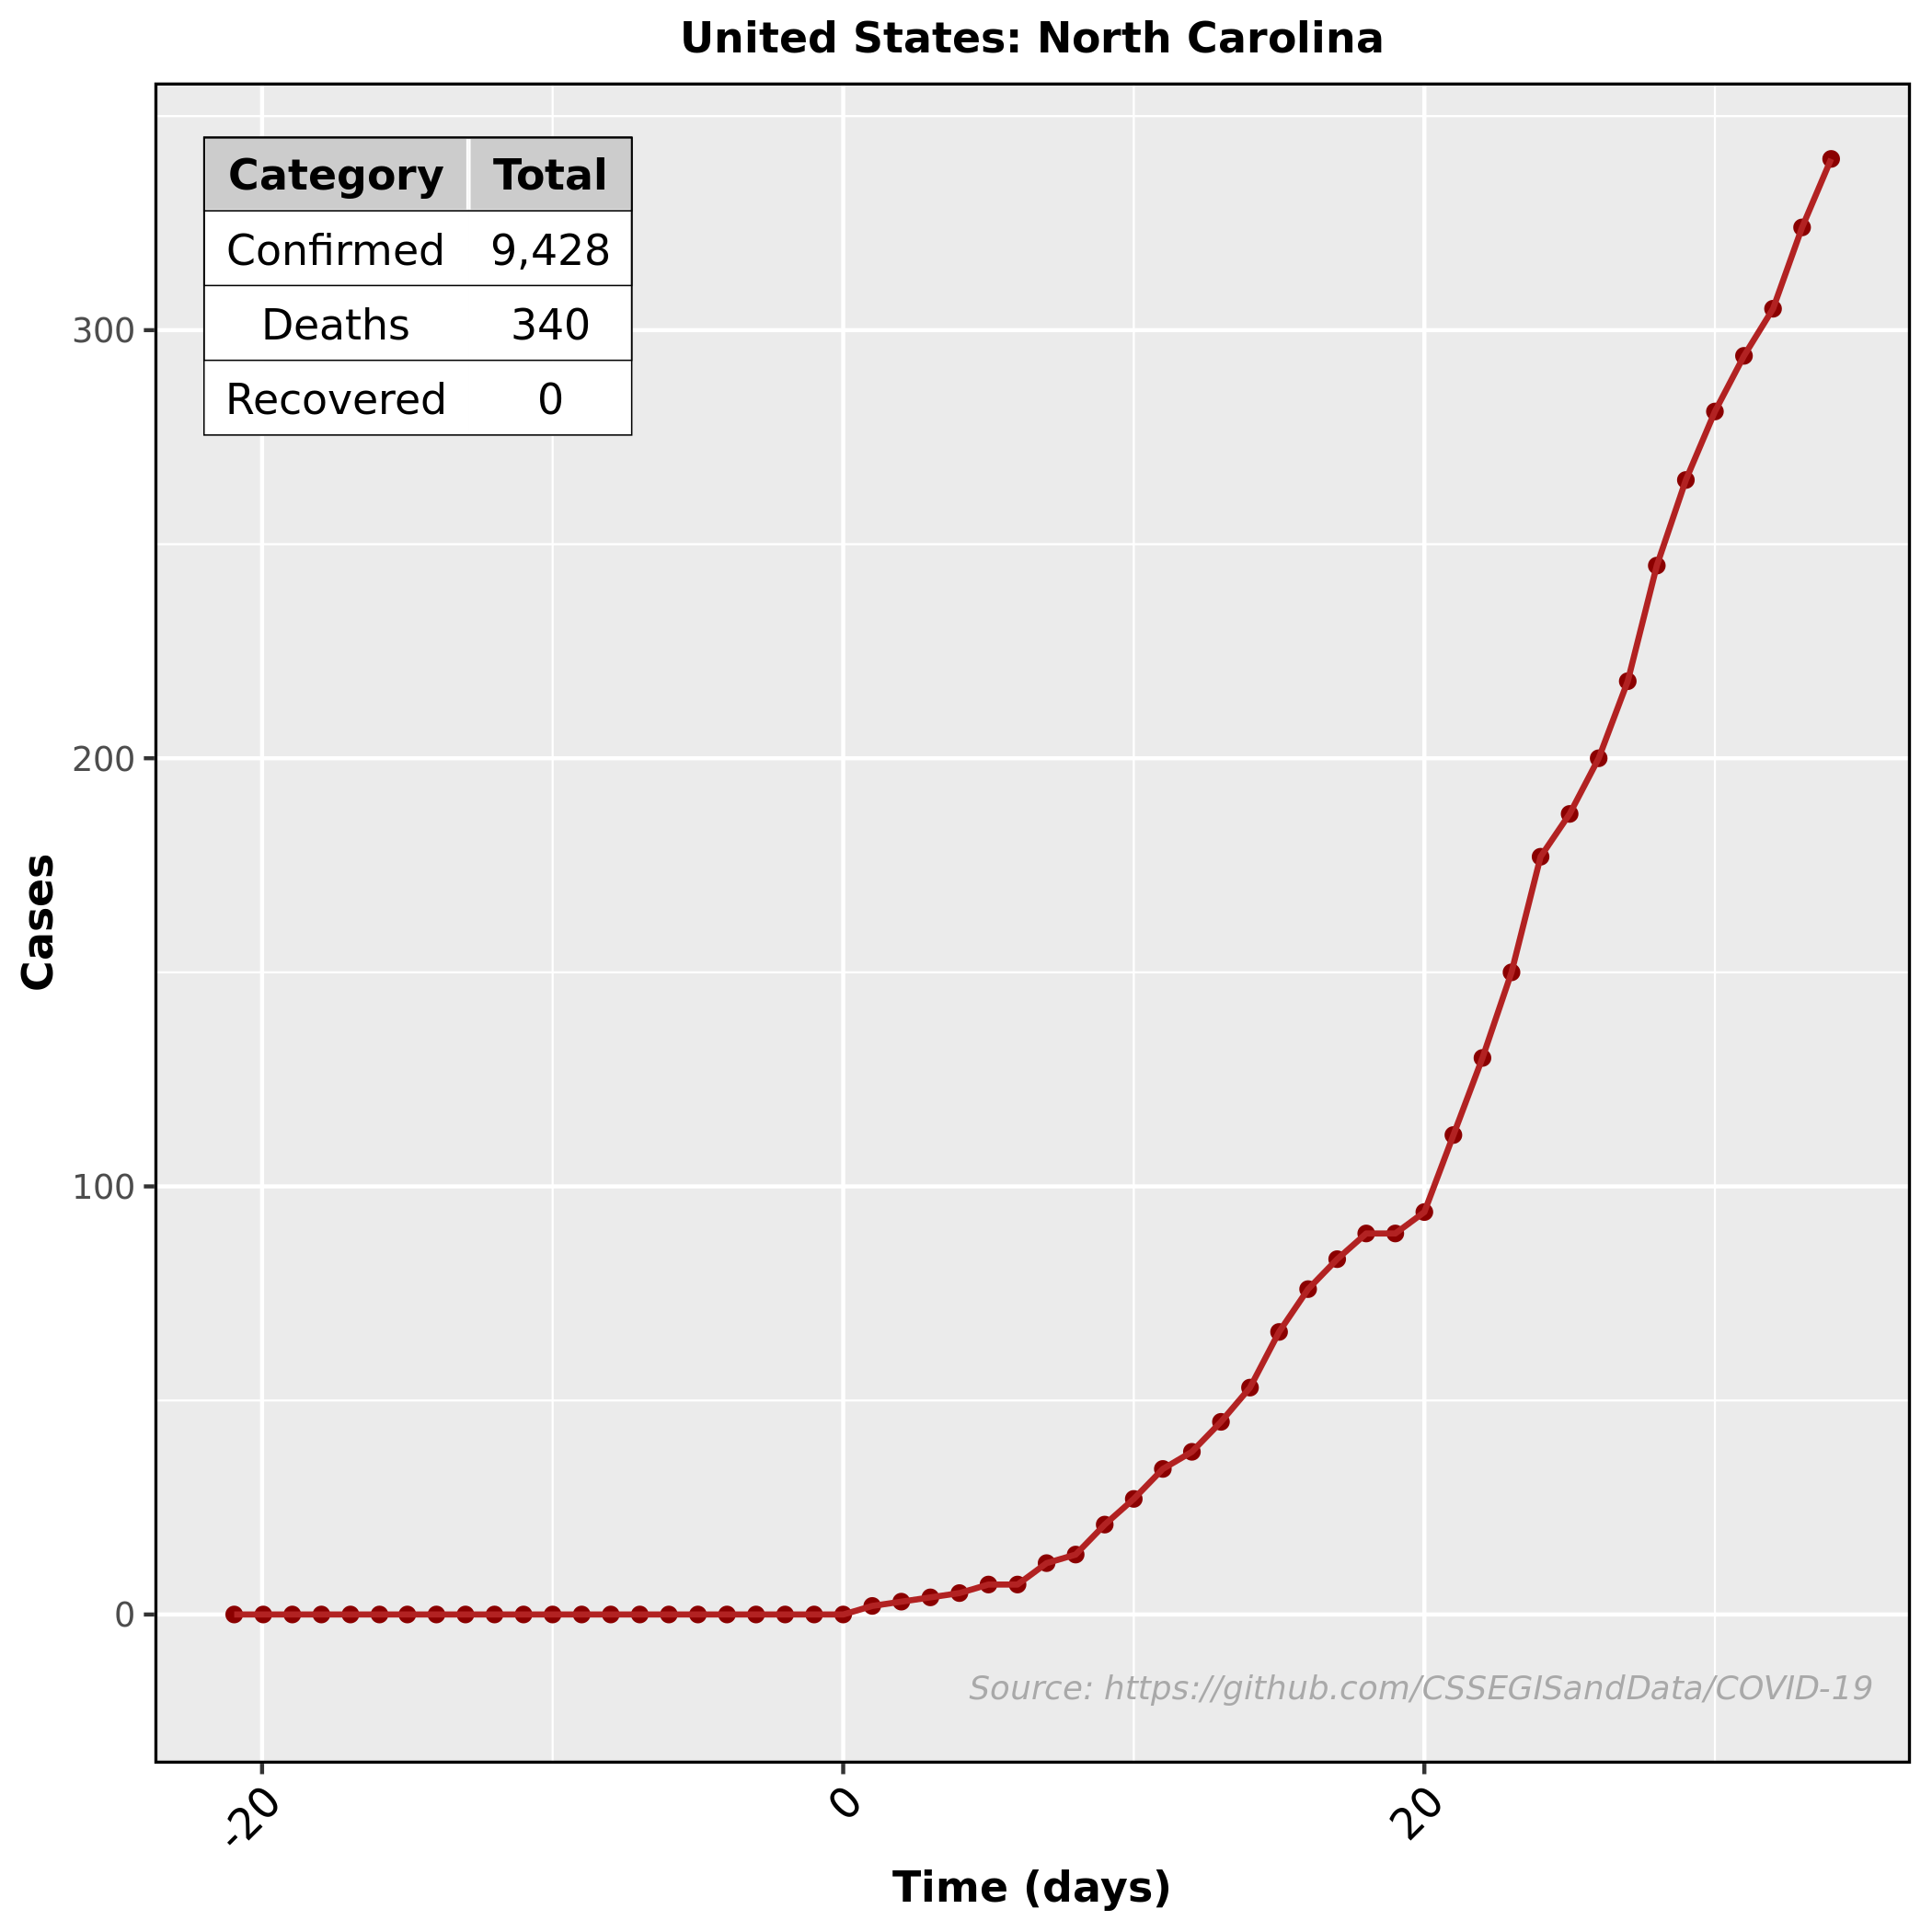 United States: North Carolina
Category Total
Confirmed 9,428
Deaths 340
Recovered 0
300
200
100
0
Cases
Source: https://github.com/CSSEGISandData/COVID-19
-20 0 20
Time (days)